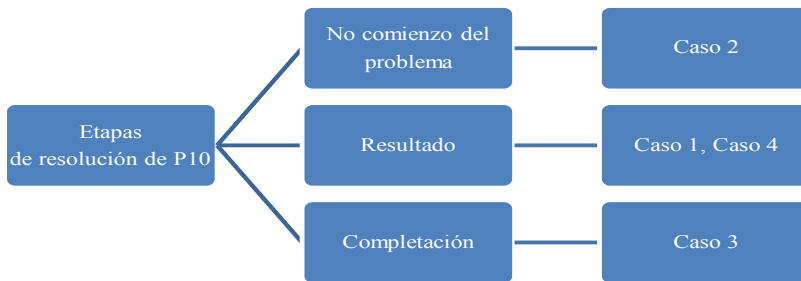 Etapas
de resolución de P10
No comienzo del
problema
Caso 2
Resultado
Caso 1, Caso 4
Completación
Caso 3